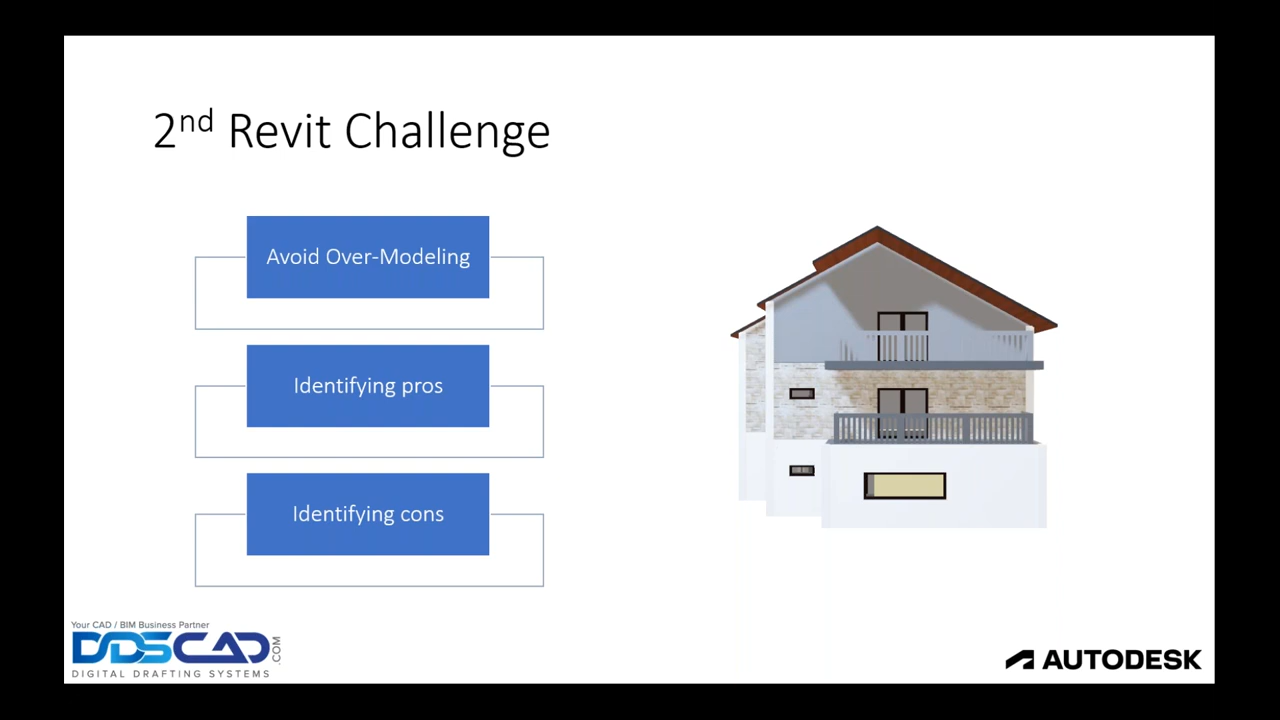 2nd Revit Challenge
Avoid Over-Modeling
Identifying pros
Identifying cons
Your CAD / BIM Business Partner
DDSCAD.COM
DIGITAL DRAFTING SYSTEMS
AUTODESK